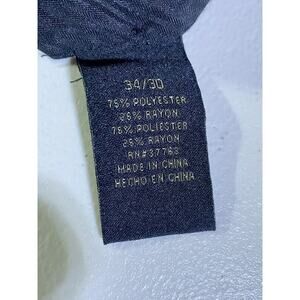 34/30
75% POLYESTER
25% RAYON
75% POLIESTER
25% RAYON
RN#37763
MADE IN CHINA
HECHO EN CHINA